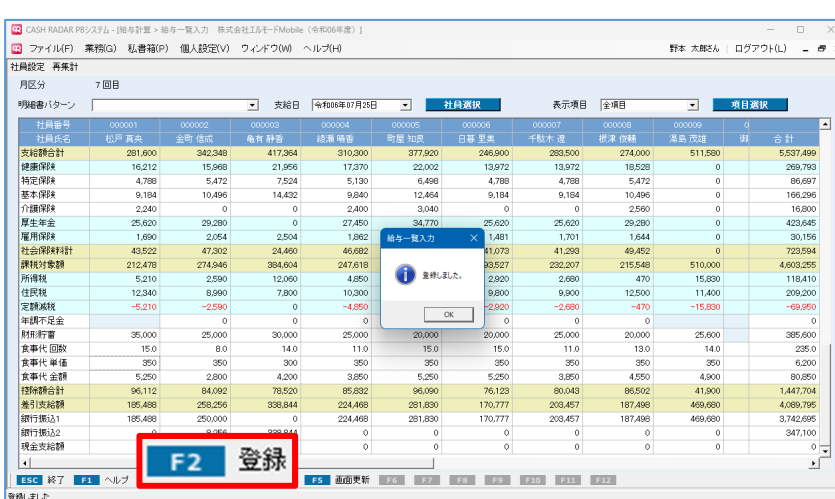 CASH RADAR PBシステム - [給与計算 > 給与一覧入力　株式会社エルモードMobile（令和06年度）]
ファイル(F) 業務(G) 私書箱(P) 個人設定(V) ウィンドウ(W) ヘルプ(H) 野本 太郎さん ログアウト(L)
社員設定 再集計
月区分 7回目
明細書パターン 支給日 令和06年07月25日 社員選択 表示項目 全項目 項目選択
社員番号 000001 000002 000003 000004 000005 000006 000007 000008 000009 0
社員氏名 松戸 真央 金町 信成 亀有 静香 綾瀬 晴香 町屋 知良 日暮 里美 千駄木 遼 根津 俊輔 湯島 茂雄 御 合 計
支給額合計 281,600 342,348 417,364 310,300 377,920 246,900 283,500 274,000 511,580 5,537,499
健康保険 16,212 15,968 21,956 17,370 22,002 13,972 13,972 18,528 0 269,793
特定保険 4,788 5,472 7,524 5,130 6,498 4,788 4,788 5,472 0 86,697
基本保険 9,184 10,496 14,432 9,840 12,464 9,184 9,184 10,496 0 166,296
介護保険 2,240 0 0 2,400 3,040 0 0 2,560 0 16,800
厚生年金 25,620 29,280 0 27,450 34,770 25,620 25,620 29,280 0 423,645
雇用保険 1,690 2,054 2,504 1,862 1,481 1,701 1,644 0 30,156
社会保険料計 43,522 47,302 24,460 46,682 41,073 41,293 49,452 0 723,594
課税対象額 212,478 274,946 384,604 247,618 93,527 232,207 215,548 510,000 4,603,255
所得税 5,210 2,590 12,060 4,850 2,920 2,680 470 15,830 118,410
住民税 12,340 8,990 7,800 10,300 9,800 9,900 12,500 11,400 209,200
定額減税 -5,210 -2,590 0 -4,850 -2,920 -2,680 -470 -15,830 -69,950
年調不足金 0 0 0 0 0 0 0
財形貯蓄 35,000 25,000 30,000 25,000 20,000 20,000 25,000 20,000 25,600 385,600
食事代 回数 15.0 8.0 14.0 11.0 15.0 15.0 11.0 13.0 14.0 235.0
食事代 単価 350 350 300 350 350 350 350 350 350 6,200
食事代 金額 5,250 2,800 4,200 3,850 5,250 5,250 3,850 4,550 4,900 80,850
控除額合計 96,112 84,092 78,520 85,832 96,090 76,123 80,043 86,502 41,900 1,447,704
差引支給額 185,488 258,256 338,844 224,468 281,830 170,777 203,457 187,498 469,680 4,089,795
銀行振込1 185,488 250,000 0 224,468 281,830 170,777 203,457 187,498 469,680 3,742,695
銀行振込2 0 8,256 338,844 0 0 0 0 0 0 347,100
現金支給額 0 0 0 0 0 0 0
給与一覧入力
登録しました。
OK
F2 登録
ESC 終了 F1 ヘルプ F5 画面更新 F6 F7 F8 F9 F10 F11 F12
登録しました